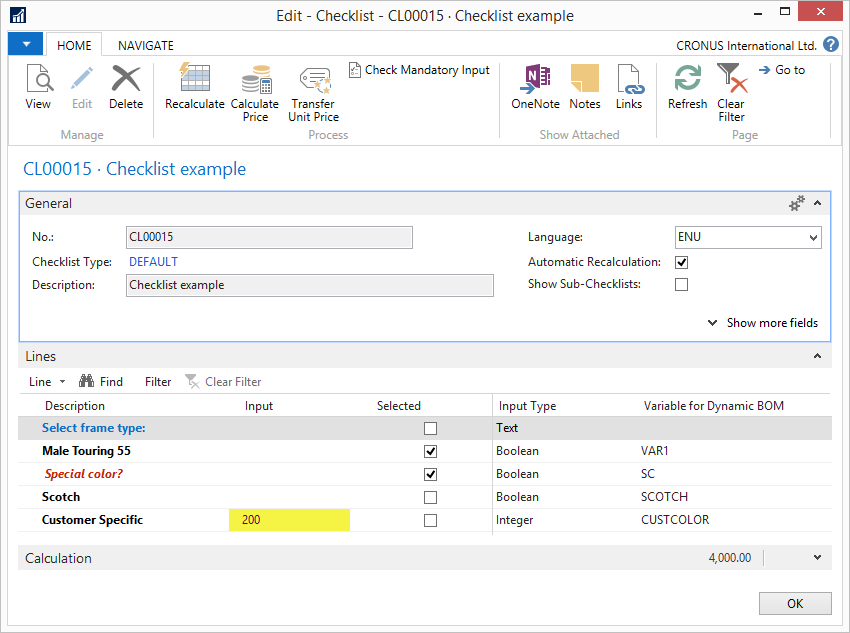 Edit - Checklist - CL00015 · Checklist example
HOME NAVIGATE CRONUS International Ltd. ?
View Edit Delete
Manage
Recalculate Calculate Price Transfer Unit Price Check Mandatory Input
Process
OneNote Notes Links
Show Attached
Refresh Clear Filter Go to
Page
CL00015 · Checklist example
General
No.: CL00015 Language: ENU
Checklist Type: DEFAULT Automatic Recalculation:
Description: Checklist example Show Sub-Checklists:
Show more fields
Lines
Line Find Filter Clear Filter
Description Input Selected Input Type Variable for Dynamic BOM
Select frame type: Text
Male Touring 55 Boolean VAR1
Special color? Boolean SC
Scotch Boolean SCOTCH
Customer Specific 200 Integer CUSTCOLOR
Calculation 4,000.00
OK